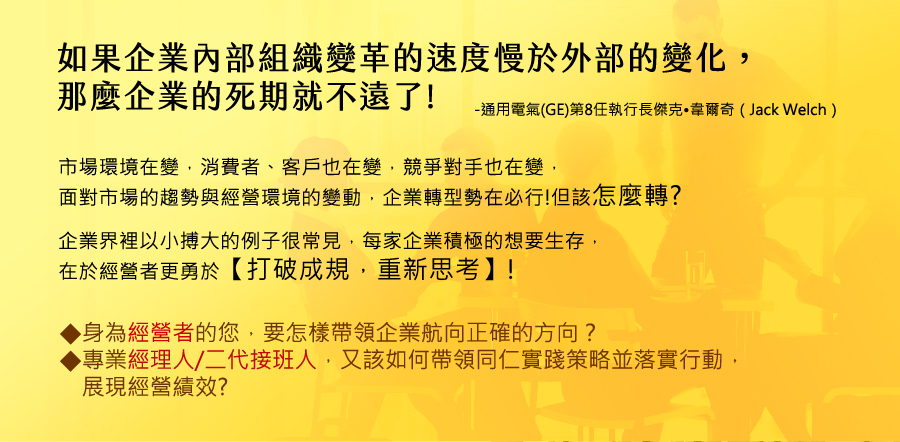 如果企業內部組織變革的速度慢於外部的變化，
那麼企業的死期就不遠了!
-通用電氣(GE)第8任執行長傑克•韋爾奇（Jack Welch）
市場環境在變，消費者、客戶也在變，競爭對手也在變，
面對市場的趨勢與經營環境的變動，企業轉型勢在必行!但該怎麼轉?
企業界裡以小搏大的例子很常見，每家企業積極的想要生存，
在於經營者更勇於【打破成規，重新思考】!
◆身為經營者的您，要怎樣帶領企業航向正確的方向？
◆專業經理人/二代接班人，又該如何帶領同仁實踐策略並落實行動，
展現經營績效?